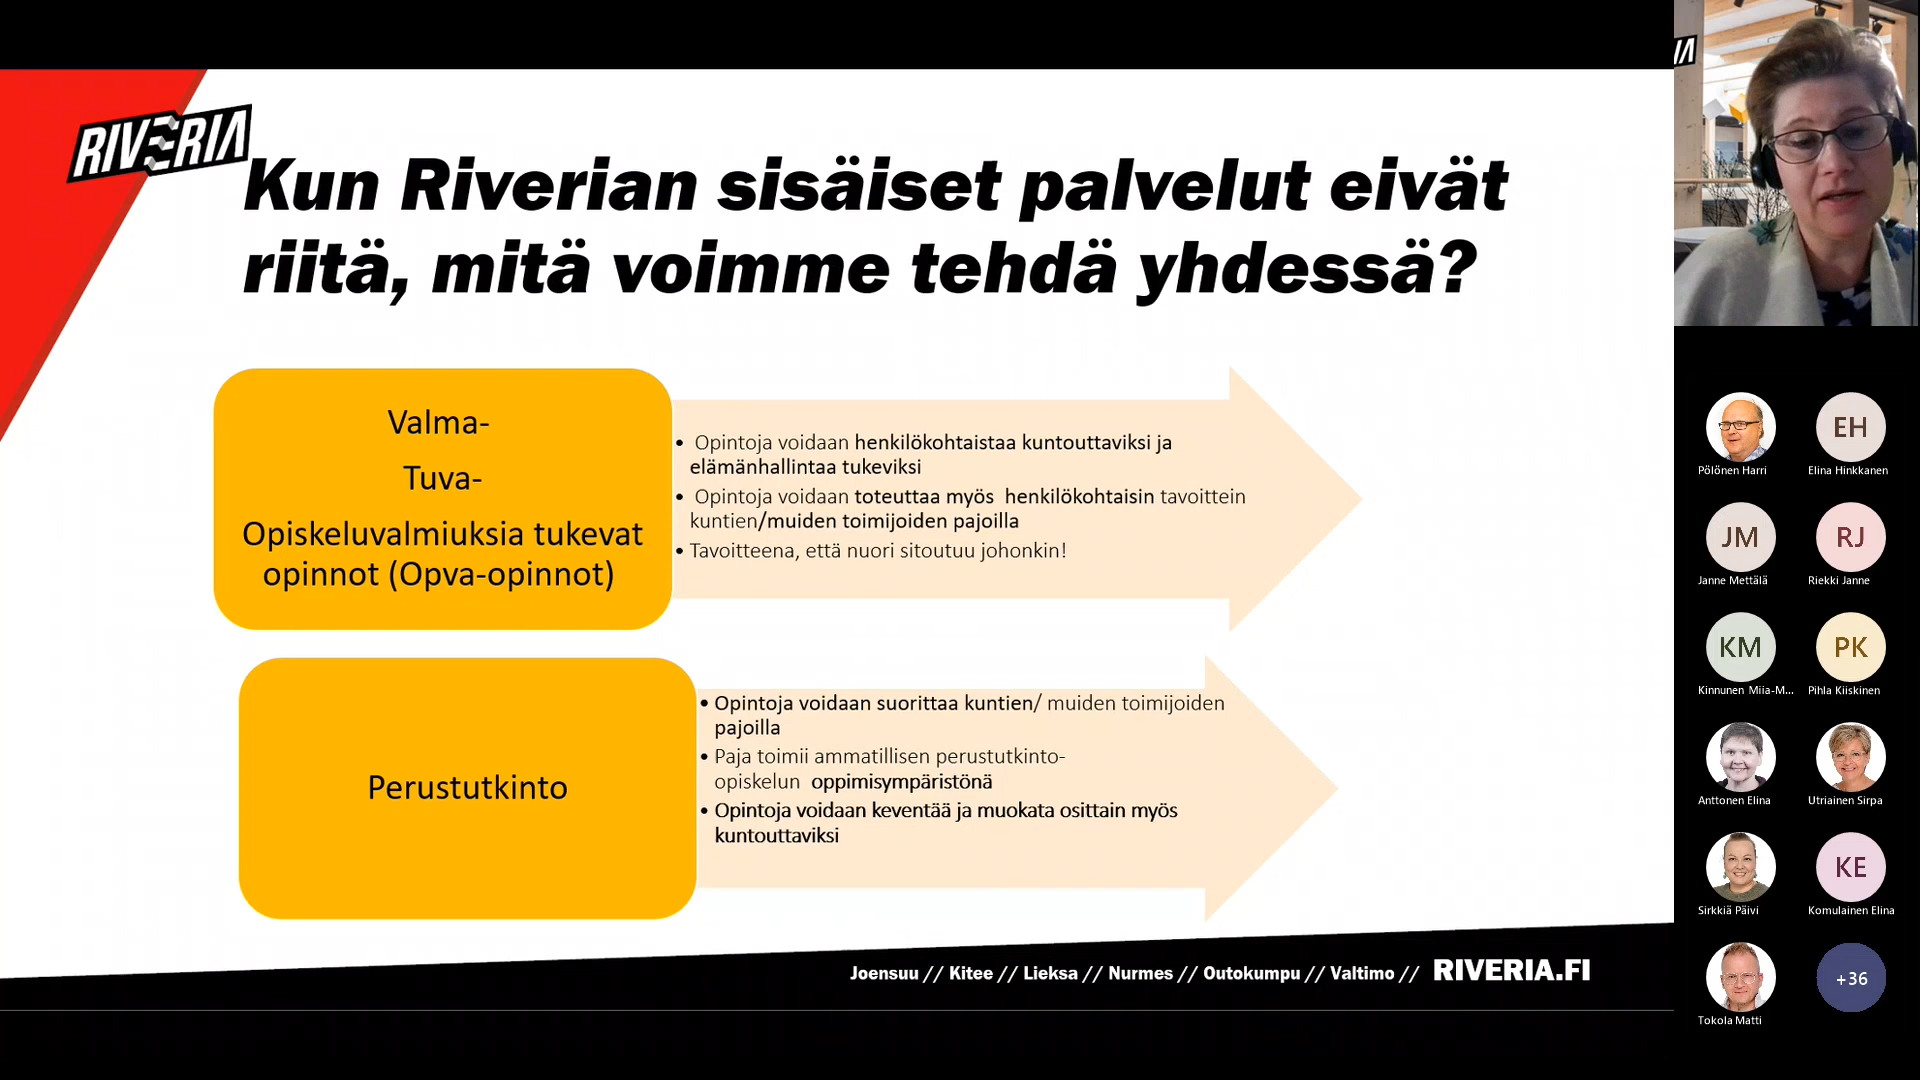 RIVERIA
Kun Riverian sisäiset palvelut eivät
riitä, mitä voimme tehdä yhdessä?
Valma-
Tuva-
Opiskeluvalmiuksia tukevat
opinnot (Opva-opinnot)
• Opintoja voidaan henkilökohtaistaa kuntouttaviksi ja
elämänhallintaa tukeviksi
• Opintoja voidaan toteuttaa myös henkilökohtaisin tavoittein
kuntien/muiden toimijoiden pajoilla
• Tavoitteena, että nuori sitoutuu johonkin!
Perustutkinto
• Opintoja voidaan suorittaa kuntien/ muiden toimijoiden
pajoilla
• Paja toimii ammatillisen perustutkinto-
opiskelun oppimisympäristönä
• Opintoja voidaan keventää ja muokata osittain myös
kuntouttaviksi
Joensuu // Kitee // Lieksa // Nurmes // Outokumpu // Valtimo // RIVERIA.FI
IA
Pölönen Harri
EH
Elina Hinkkanen
JM
Janne Mettälä
RJ
Riekki Janne
KM
Kinnunen Miia-M...
PK
Pihla Kiiskinen
Anttonen Elina
Utriainen Sirpa
Sirkkiä Päivi
KE
Komulainen Elina
Tokola Matti
+36